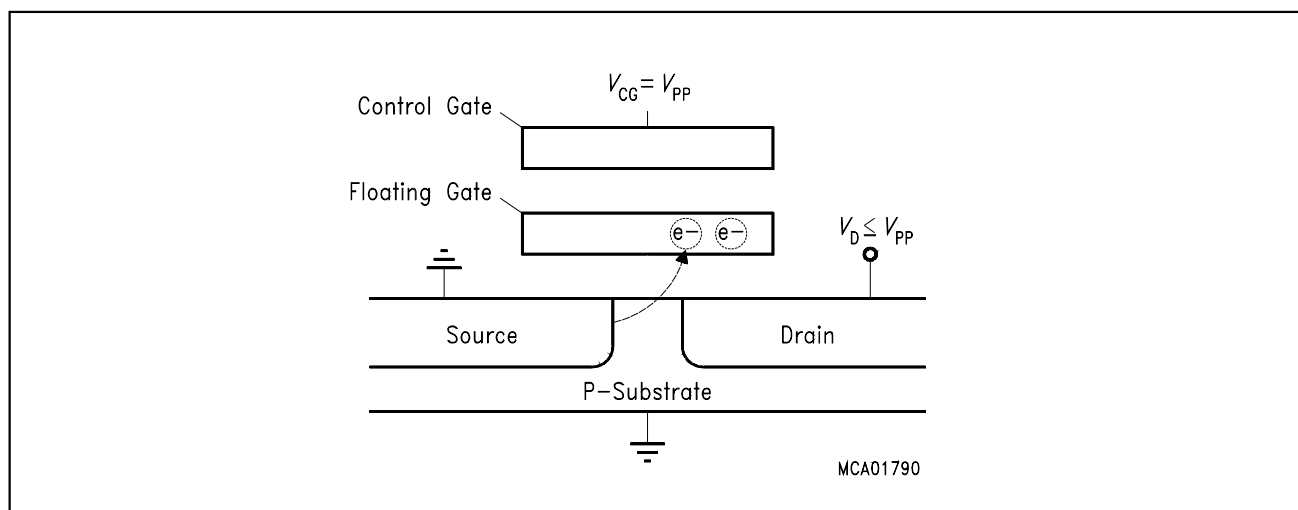 V_CG = V_PP
Control Gate
Floating Gate
e−  e−
V_D ≤ V_PP
Source
Drain
P–Substrate
MCA01790